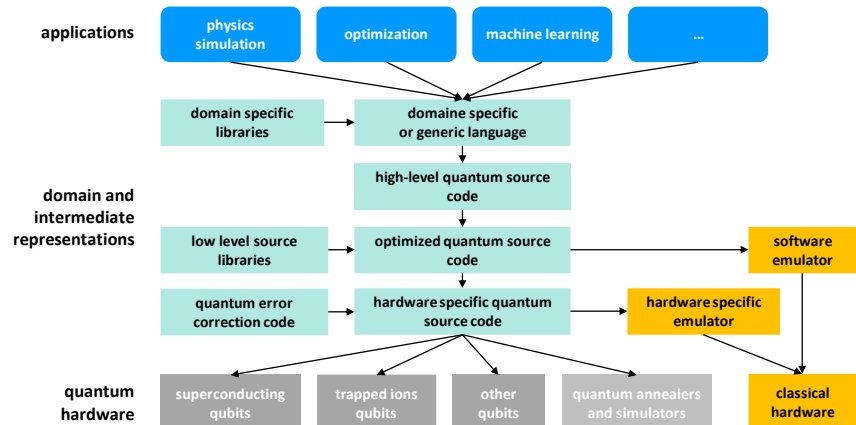 applications
physics
simulation
optimization
machine learning
...
domain specific
libraries
domaine specific
or generic language
high-level quantum source
code
domain and
intermediate
representations
low level source
libraries
optimized quantum source
code
software
emulator
quantum error
correction code
hardware specific quantum
source code
hardware specific
emulator
quantum
hardware
superconducting
qubits
trapped ions
qubits
other
qubits
quantum annealers
and simulators
classical
hardware